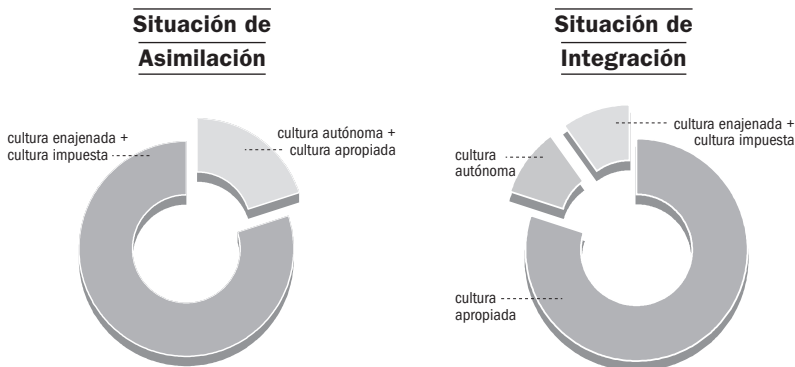 Situación de
Asimilación
cultura enajenada +
cultura impuesta
cultura autónoma +
cultura apropiada
Situación de
Integración
cultura
autónoma
cultura enajenada +
cultura impuesta
cultura
apropiada